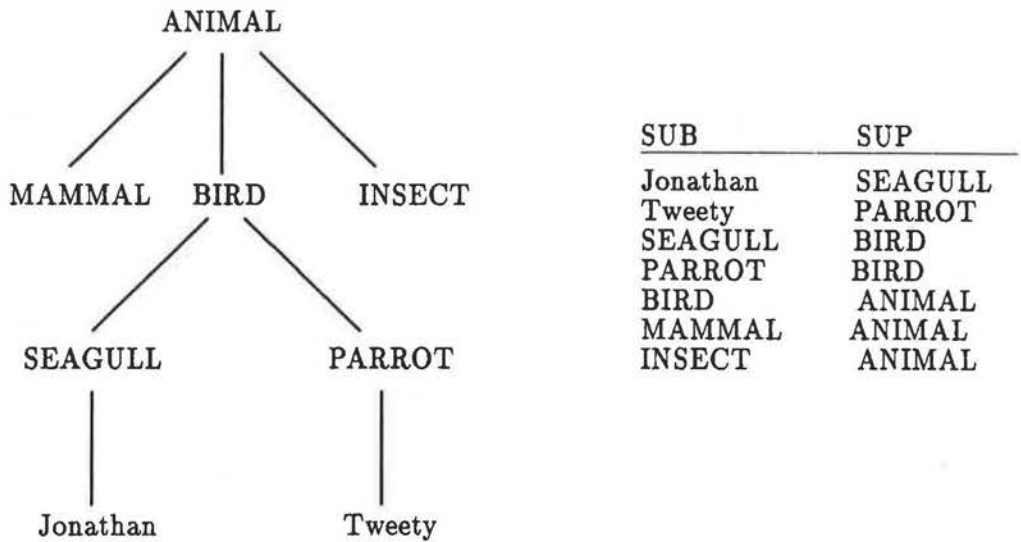 ANIMAL
MAMMAL BIRD INSECT
SEAGULL PARROT
Jonathan Tweety
SUB SUP
Jonathan SEAGULL
Tweety PARROT
SEAGULL BIRD
PARROT BIRD
BIRD ANIMAL
MAMMAL ANIMAL
INSECT ANIMAL